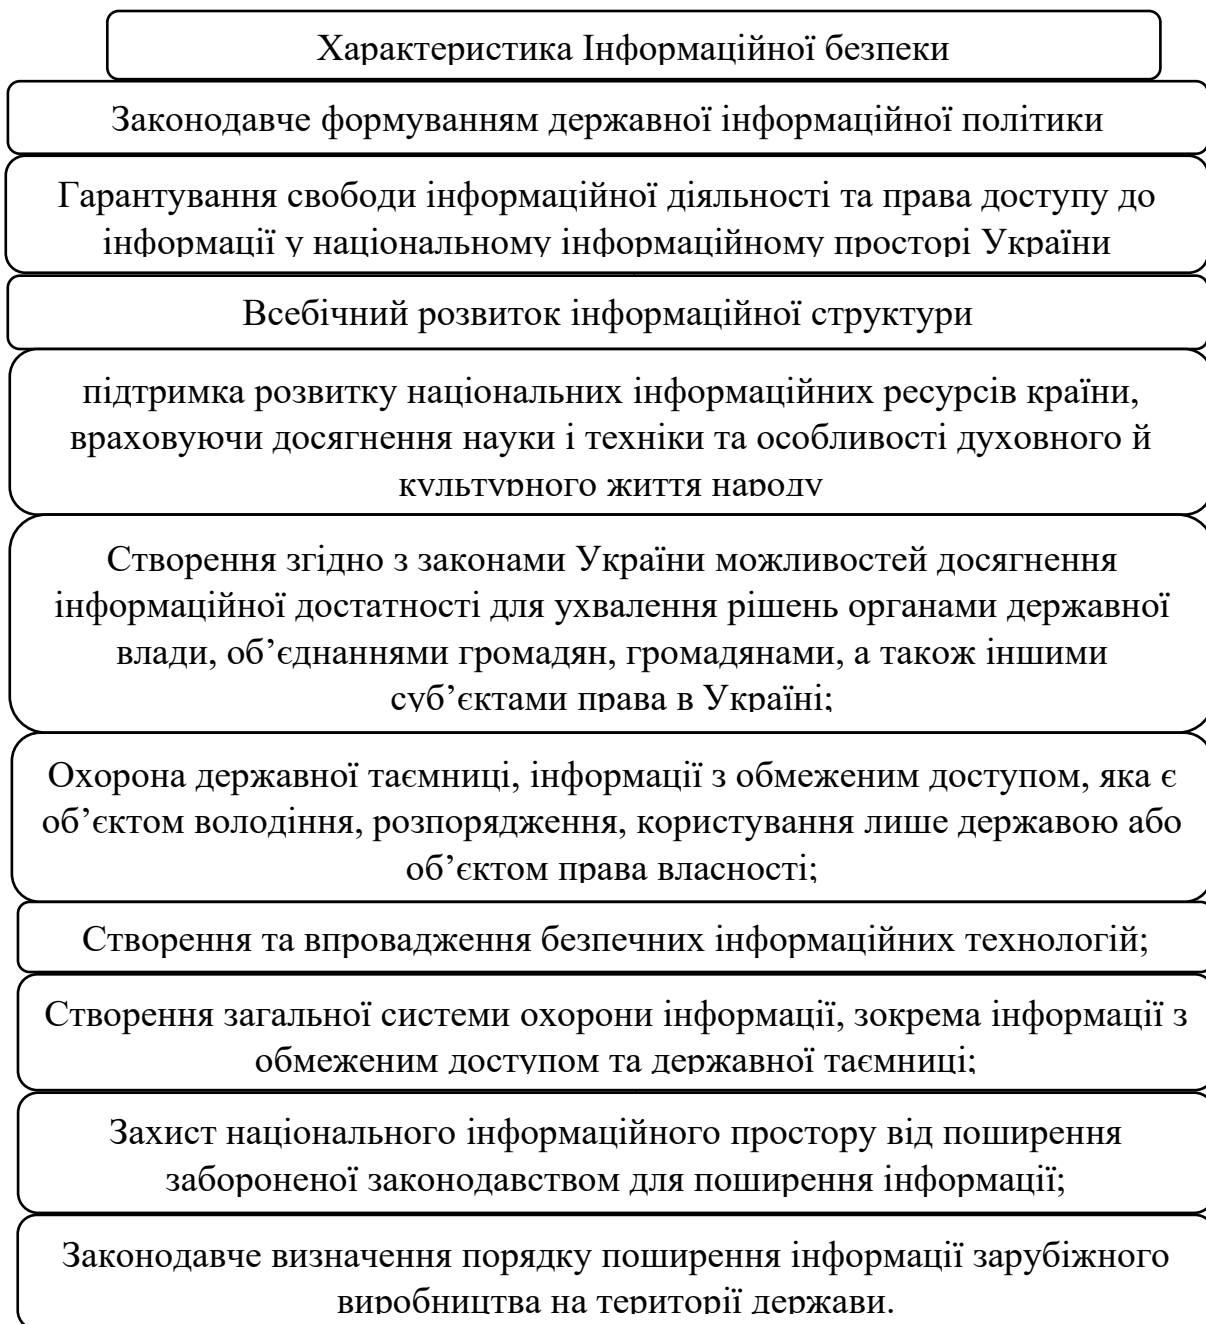 Характеристика Інформаційної безпеки
Законодавче формуванням державної інформаційної політики
Гарантування свободи інформаційної діяльності та права доступу до
інформації у національному інформаційному просторі України
Всебічний розвиток інформаційної структури
підтримка розвитку національних інформаційних ресурсів країни,
враховуючи досягнення науки і техніки та особливості духовного й
культурного життя народу
Створення згідно з законами України можливостей досягнення
інформаційної достатності для ухвалення рішень органами державної
влади, об’єднаннями громадян, громадянами, а також іншими
суб’єктами права в Україні;
Охорона державної таємниці, інформації з обмеженим доступом, яка є
об’єктом володіння, розпорядження, користування лише державою або
об’єктом права власності;
Створення та впровадження безпечних інформаційних технологій;
Створення загальної системи охорони інформації, зокрема інформації з
обмеженим доступом та державної таємниці;
Захист національного інформаційного простору від поширення
забороненої законодавством для поширення інформації;
Законодавче визначення порядку поширення інформації зарубіжного
виробництва на території держави.